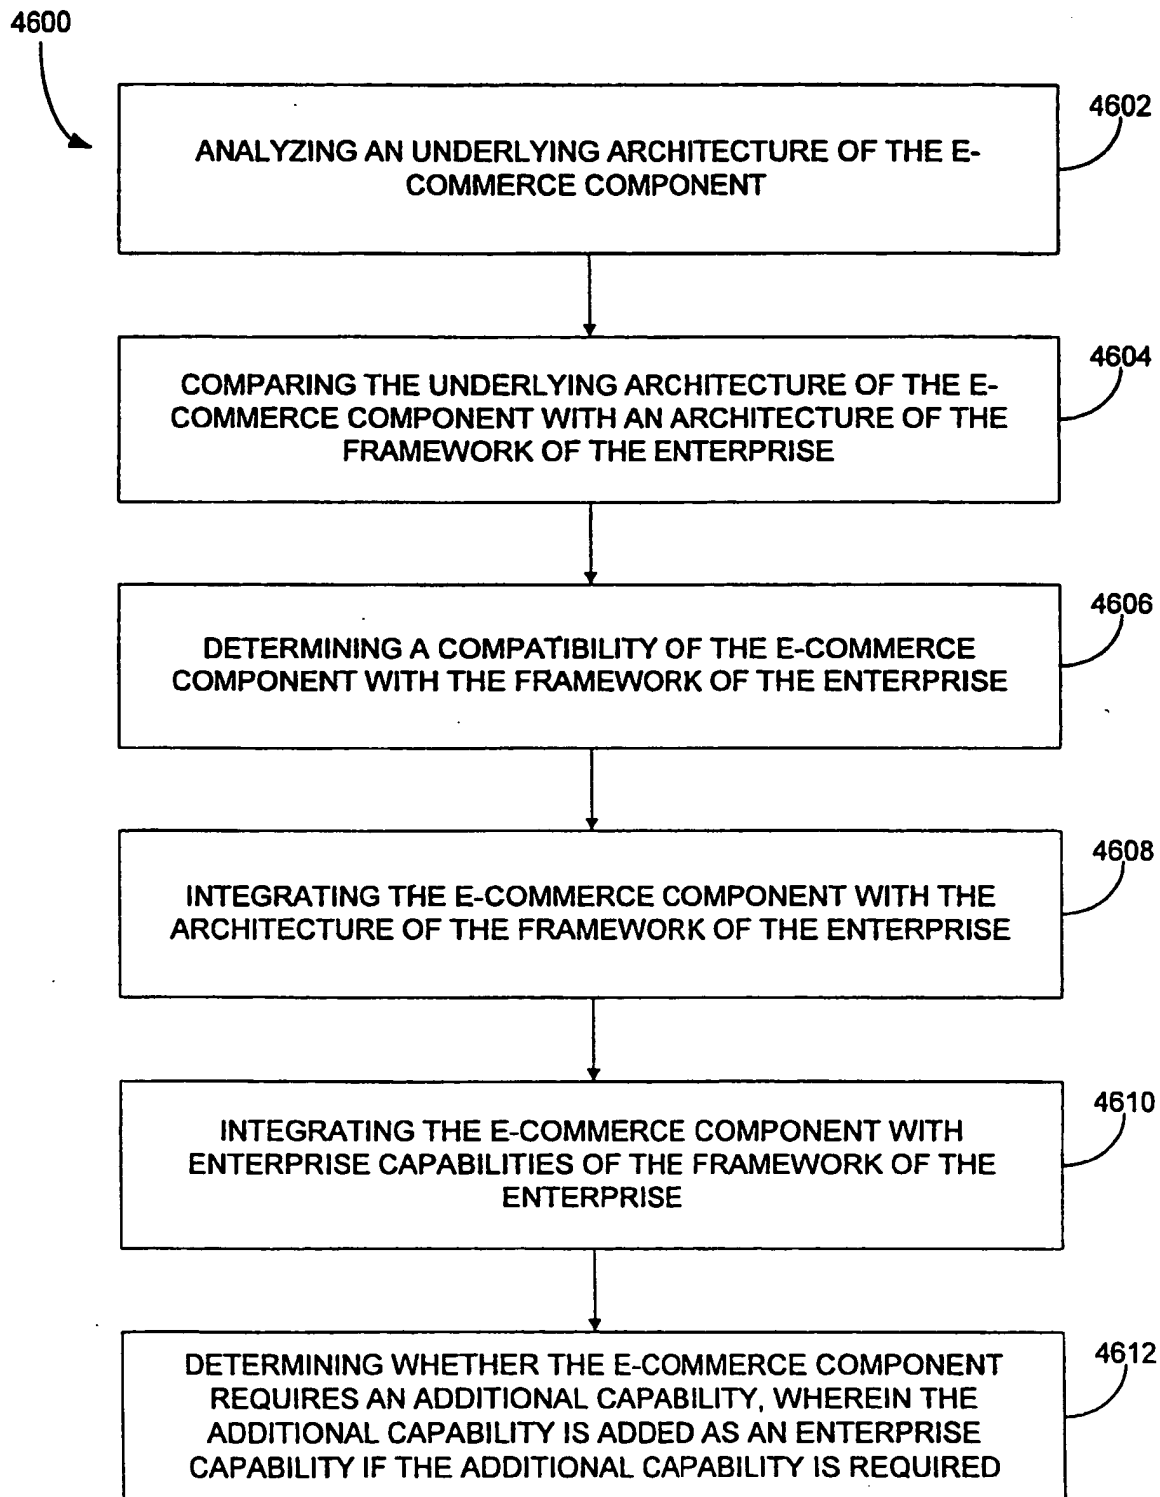 4600
4602
ANALYZING AN UNDERLYING ARCHITECTURE OF THE E-
COMMERCE COMPONENT
4604
COMPARING THE UNDERLYING ARCHITECTURE OF THE E-
COMMERCE COMPONENT WITH AN ARCHITECTURE OF THE
FRAMEWORK OF THE ENTERPRISE
4606
DETERMINING A COMPATIBILITY OF THE E-COMMERCE
COMPONENT WITH THE FRAMEWORK OF THE ENTERPRISE
4608
INTEGRATING THE E-COMMERCE COMPONENT WITH THE
ARCHITECTURE OF THE FRAMEWORK OF THE ENTERPRISE
4610
INTEGRATING THE E-COMMERCE COMPONENT WITH
ENTERPRISE CAPABILITIES OF THE FRAMEWORK OF THE
ENTERPRISE
4612
DETERMINING WHETHER THE E-COMMERCE COMPONENT
REQUIRES AN ADDITIONAL CAPABILITY, WHEREIN THE
ADDITIONAL CAPABILITY IS ADDED AS AN ENTERPRISE
CAPABILITY IF THE ADDITIONAL CAPABILITY IS REQUIRED